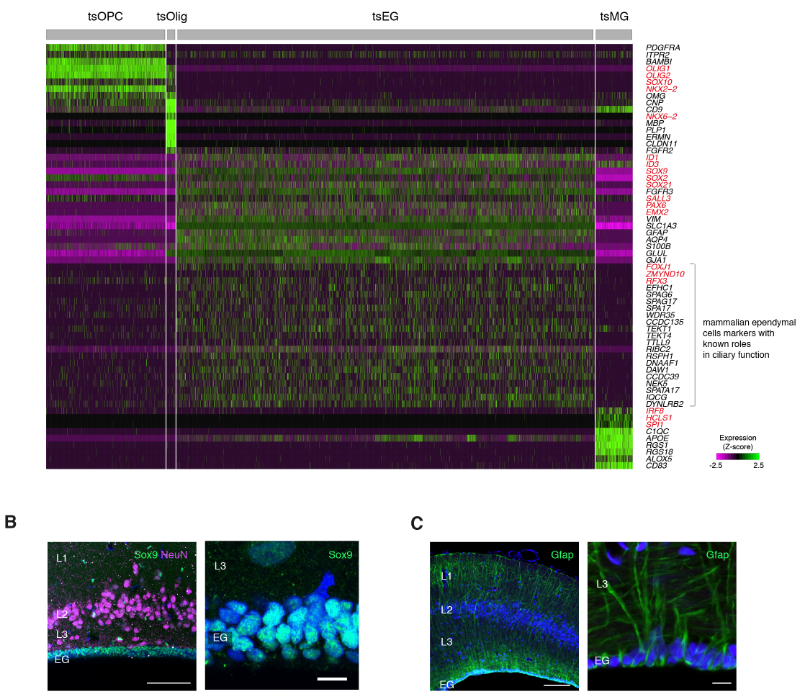 tsOPC tsOlig tsEG tsMG
PDGFRA
ITPR2
BAMBI
OLIG1
OLIG2
SOX10
NKX2-2
OMG
CNP
CD9
NKX6-2
MBP
PLP1
ERMN
CLDN11
FGFR2
ID1
ID3
SOX9
SOX2
SOX21
FGFR3
SALL3
PAX6
EMX2
VIM
SLC1A3
GFAP
AQP4
S100B
GLUL
GJA1
FOXJ1
ZMYND10
RFX3
EFHC1
SPAG6
SPAG17
SPA17
WDR35
CCDC135
TEKT1
TEKT4
TTLL9
RIBC2
RSPH1
DNAAF1
DAW1
CCDC39
NEK5
SPATA17
IQCG
DYNLRB2
mammalian ependymal
cells markers with
known roles
in ciliary function
IRF8
HCLS1
SPI1
C1QC
APOE
RGS1
RGS18
ALOX5
CD83
Expression
(Z-score)
-2.5 2.5
B
Sox9 NeuN
L1
L2
L3
EG
Sox9
L3
EG
C
Gfap
L1
L2
L3
EG
Gfap
L3
EG